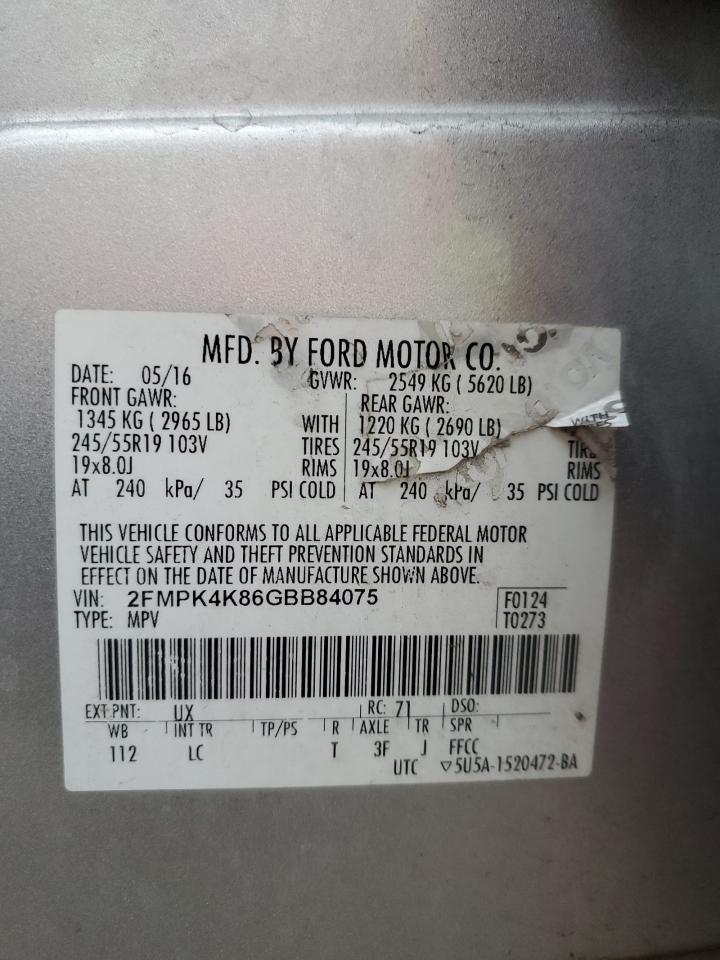 MFD. BY FORD MOTOR CO.
DATE: 05/16 GVWR: 2549 KG ( 5620 LB)
FRONT GAWR: REAR GAWR:
1345 KG ( 2965 LB) WITH 1220 KG ( 2690 LB) WITH
245/55R19 103V TIRES 245/55R19 103V
19x8.0J RIMS 19x8.0J RIMS
AT 240 kPa/ 35 PSI COLD AT 240 kPa/ 35 PSI COLD
THIS VEHICLE CONFORMS TO ALL APPLICABLE FEDERAL MOTOR
VEHICLE SAFETY AND THEFT PREVENTION STANDARDS IN
EFFECT ON THE DATE OF MANUFACTURE SHOWN ABOVE.
VIN: 2FMPK4K86GBB84075 F0124
TYPE: MPV T0273
EXT PNT: UX RC: 71 DSO:
WB INT TR TP/PS R AXLE TR SPR
112 LC T 3F J FFCC
UTC ▽5U5A-1520472-BA